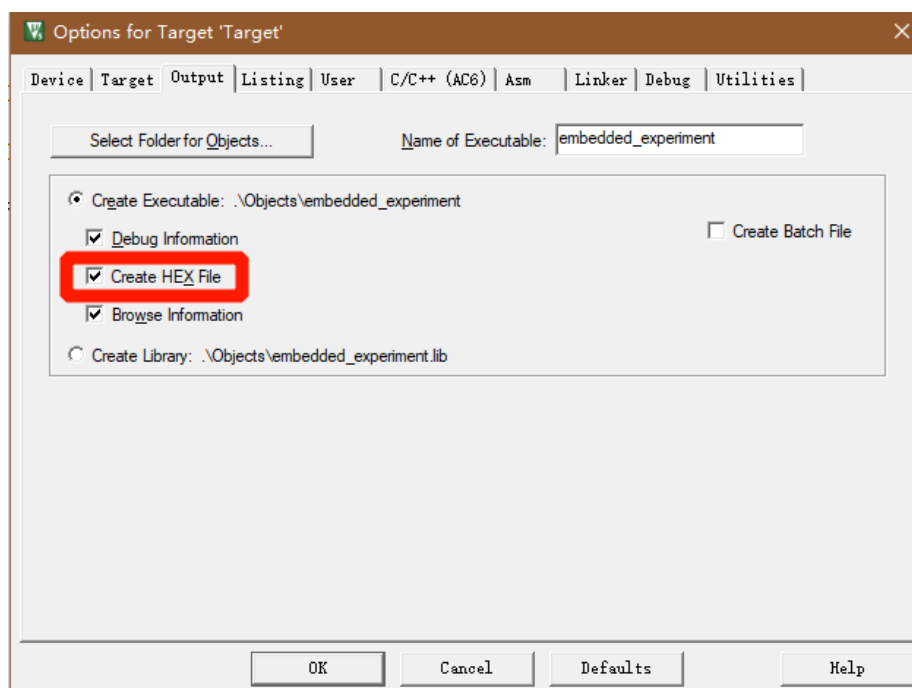 Options for Target 'Target'
Device Target Output Listing User C/C++ (AC6) Asm Linker Debug Utilities
Select Folder for Objects... Name of Executable: embedded_experiment
Create Executable: .\Objects\embedded_experiment
Debug Information Create Batch File
Create HEX File
Browse Information
Create Library: .\Objects\embedded_experiment.lib
OK Cancel Defaults Help